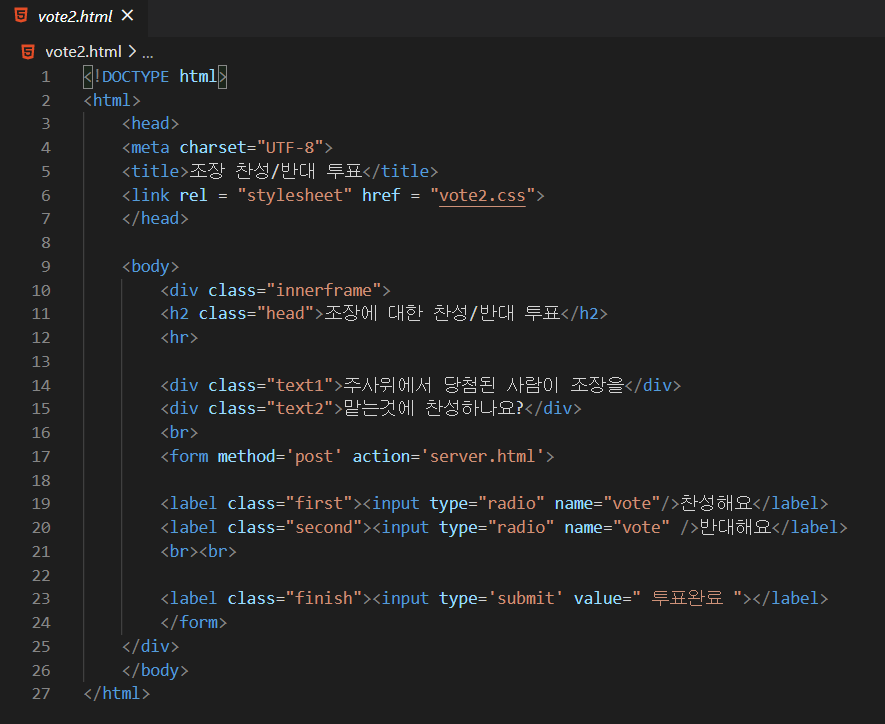 vote2.html ×
vote2.html > ...
1 <!DOCTYPE html>
2 <html>
3 <head>
4 <meta charset="UTF-8">
5 <title>조장 찬성/반대 투표</title>
6 <link rel = "stylesheet" href = "vote2.css">
7 </head>
8
9 <body>
10 <div class="innerframe">
11 <h2 class="head">조장에 대한 찬성/반대 투표</h2>
12 <hr>
13
14 <div class="text1">주사위에서 당첨된 사람이 조장을</div>
15 <div class="text2">맡는것에 찬성하나요?</div>
16 <br>
17 <form method='post' action='server.html'>
18
19 <label class="first"><input type="radio" name="vote"/>찬성해요</label>
20 <label class="second"><input type="radio" name="vote" />반대해요</label>
21 <br><br>
22
23 <label class="finish"><input type='submit' value=" 투표완료 "></label>
24 </form>
25 </div>
26 </body>
27 </html>